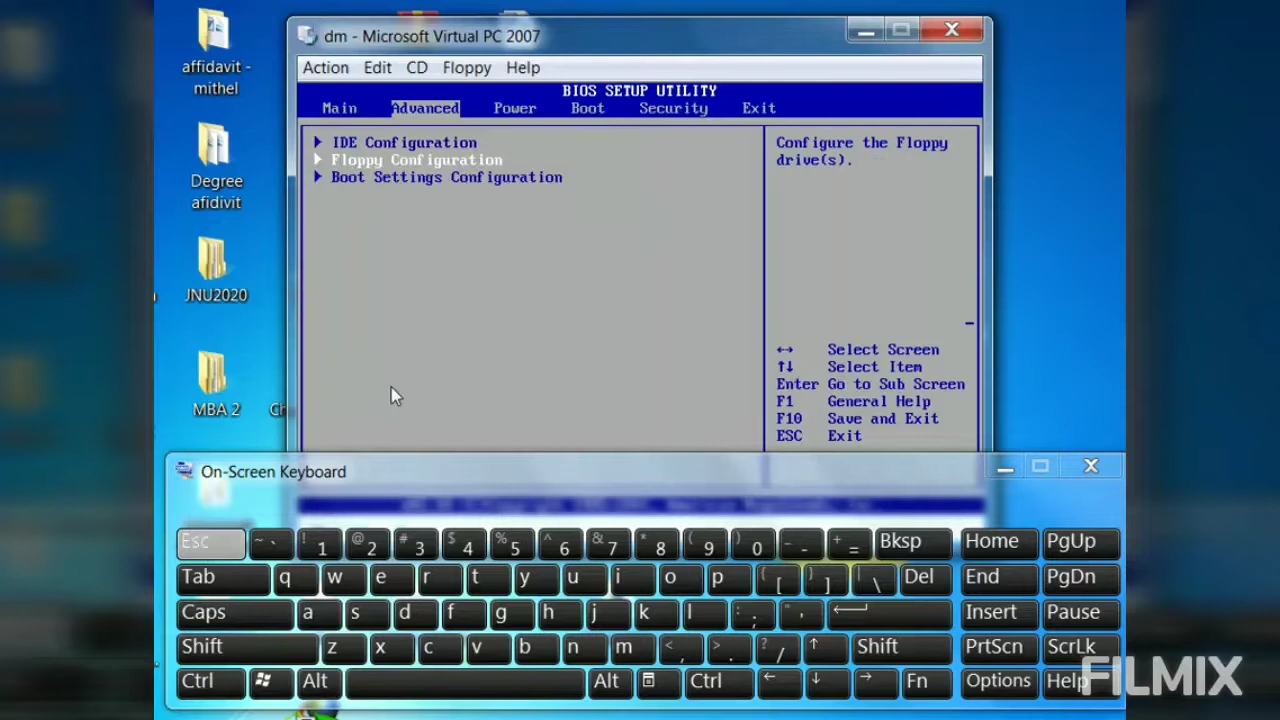 affidavit -
mithel
Degree
afidivit
JNU2020
MBA 2
Ch
dm - Microsoft Virtual PC 2007
Action Edit CD Floppy Help
BIOS SETUP UTILITY
Main Advanced Power Boot Security Exit
IDE Configuration
Floppy Configuration
Boot Settings Configuration
Configure the Floppy
drive(s).
↔ Select Screen
↑↓ Select Item
Enter Go to Sub Screen
F1 General Help
F10 Save and Exit
ESC Exit
On-Screen Keyboard
Esc ~ ` ! 1 @ 2 # 3 $ 4 % 5 ^ 6 & 7 * 8 ( 9 ) 0 _ - + = Bksp Home PgUp
Tab q w e r t y u i o p { [ } ] | \ Del End PgDn
Caps a s d f g h j k l : ; " ' Insert Pause
Shift z x c v b n m < , > . ? / ↑ Shift PrtScn ScrLk
Ctrl Alt Alt Ctrl ← ↓ → Fn Options Help
FILMIX